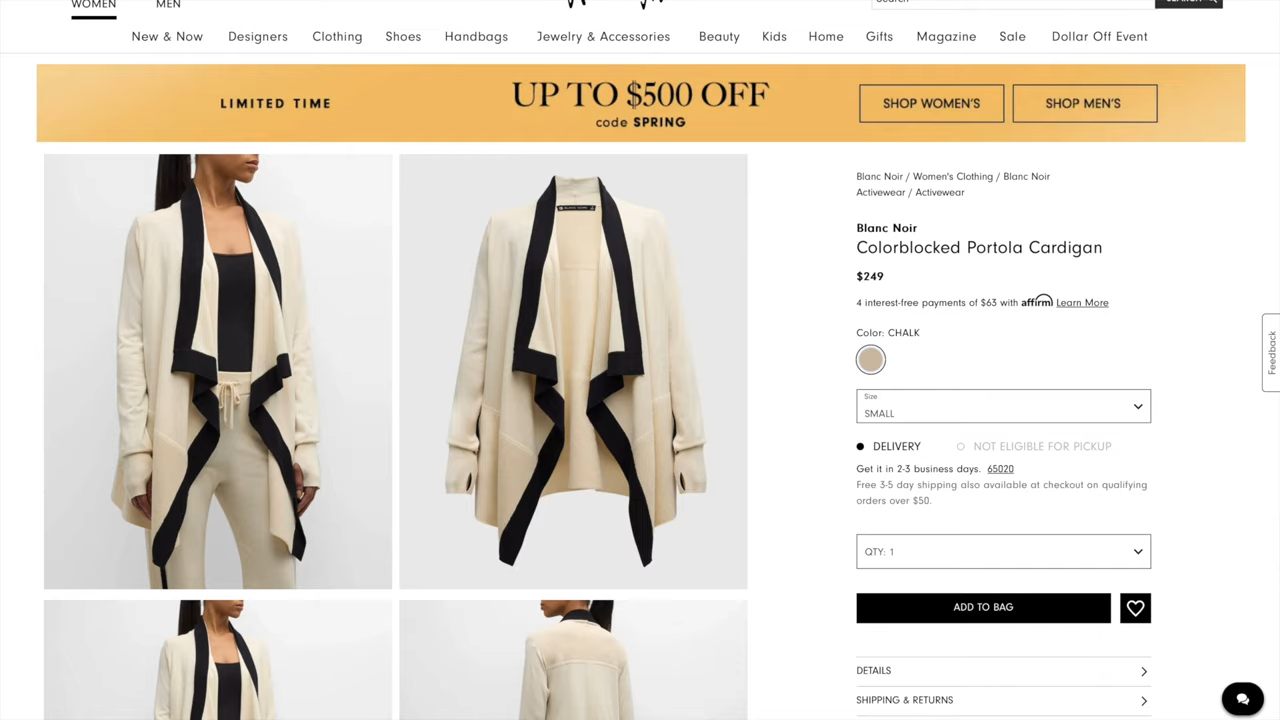 WOMEN
MEN
Search
SEARCH
New & Now
Designers
Clothing
Shoes
Handbags
Jewelry & Accessories
Beauty
Kids
Home
Gifts
Magazine
Sale
Dollar Off Event
LIMITED TIME
UP TO $500 OFF
code SPRING
SHOP WOMEN'S
SHOP MEN'S
Blanc Noir / Women's Clothing / Blanc Noir
Activewear / Activewear
Blanc Noir
Colorblocked Portola Cardigan
$249
4 interest-free payments of $63 with affirm Learn More
Color: CHALK
Size
SMALL
DELIVERY
NOT ELIGIBLE FOR PICKUP
Get it in 2-3 business days. 65020
Free 3-5 day shipping also available at checkout on qualifying
orders over $50.
QTY: 1
ADD TO BAG
DETAILS
SHIPPING & RETURNS
Feedback